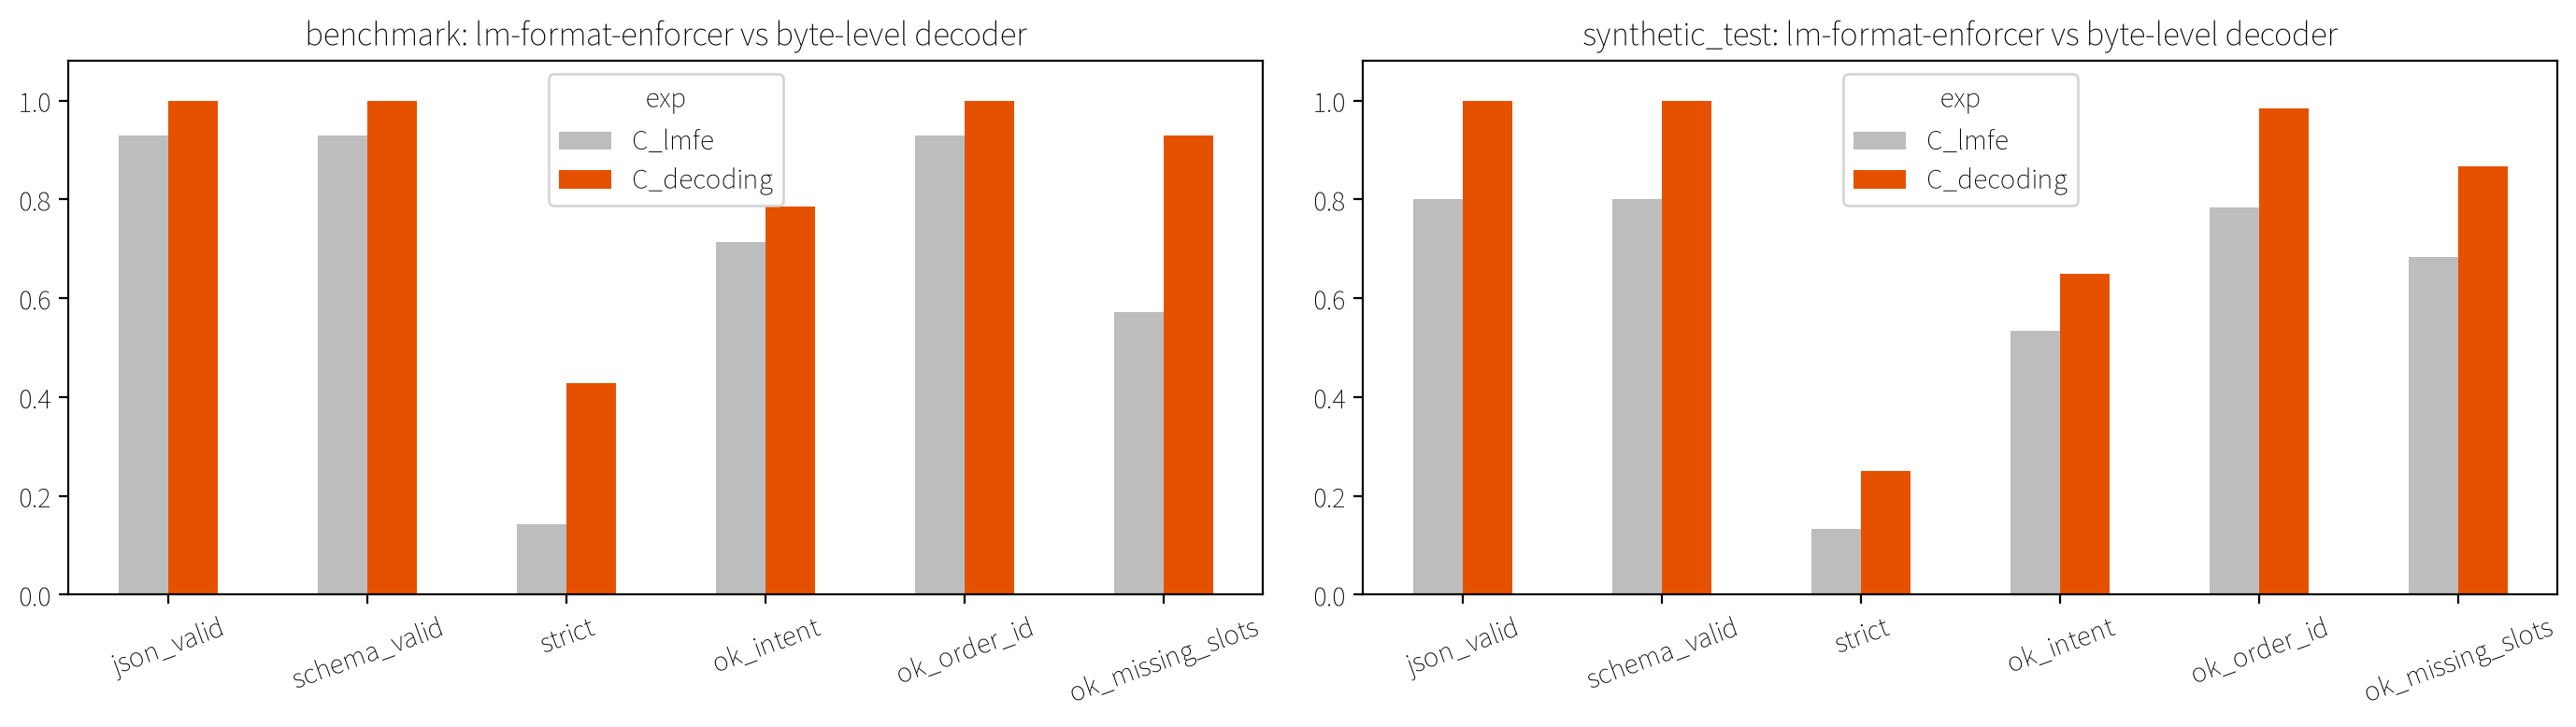 benchmark: lm-format-enforcer vs byte-level decoder
exp
C_lmfe
C_decoding
1.0
0.8
0.6
0.4
0.2
0.0
json_valid
schema_valid
strict
ok_intent
ok_order_id
ok_missing_slots
synthetic_test: lm-format-enforcer vs byte-level decoder
exp
C_lmfe
C_decoding
1.0
0.8
0.6
0.4
0.2
0.0
json_valid
schema_valid
strict
ok_intent
ok_order_id
ok_missing_slots